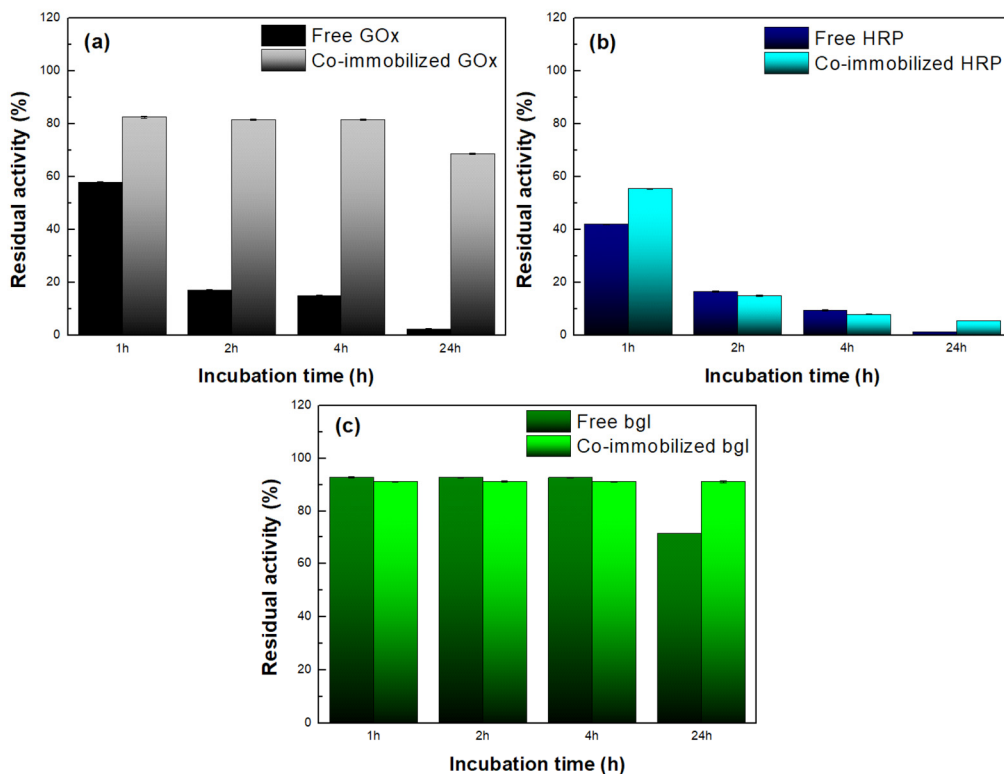 (a)
Free GOx
Co-immobilized GOx
Residual activity (%)
120
100
80
60
40
20
0
1h 2h 4h 24h
Incubation time (h)
(b)
Free HRP
Co-immobilized HRP
Residual activity (%)
120
100
80
60
40
20
0
1h 2h 4h 24h
Incubation time (h)
(c)
Free bgl
Co-immobilized bgl
Residual activity (%)
120
100
80
60
40
20
0
1h 2h 4h 24h
Incubation time (h)